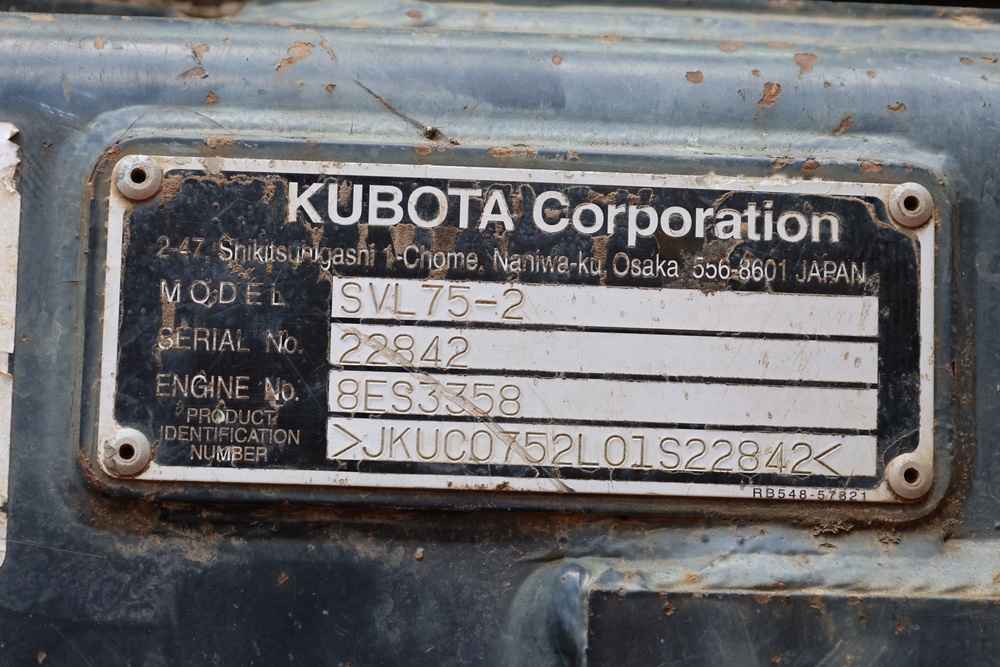 KUBOTA Corporation
2-47, Shikitsuhigashi 1-Chome, Naniwa-ku, Osaka 556-8601 JAPAN
MODEL SVL75-2
SERIAL No. 22842
ENGINE No. 8ES3358
PRODUCT IDENTIFICATION NUMBER >JKUC0752L01S22842<
RB548-57821